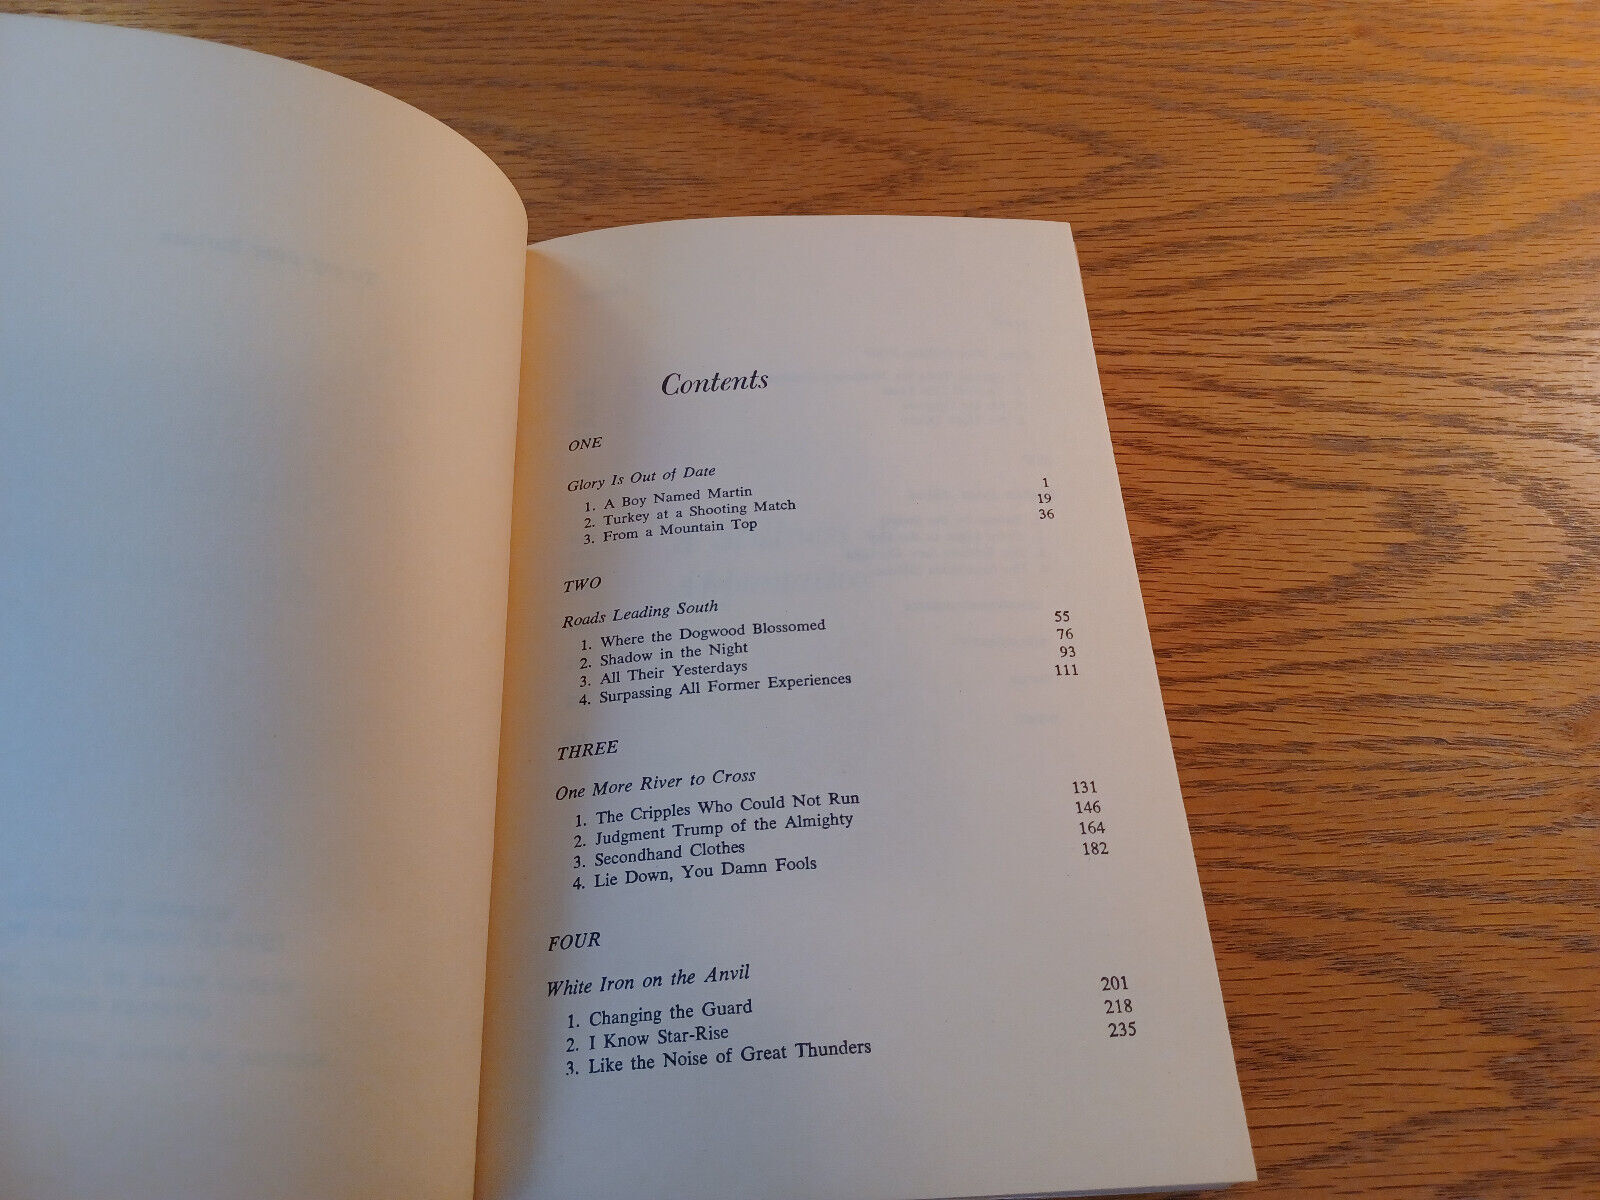 Contents
ONE
Glory Is Out of Date
1. A Boy Named Martin 1
2. Turkey at a Shooting Match 19
3. From a Mountain Top 36
TWO
Roads Leading South
1. Where the Dogwood Blossomed 55
2. Shadow in the Night 76
3. All Their Yesterdays 93
4. Surpassing All Former Experiences 111
THREE
One More River to Cross
1. The Cripples Who Could Not Run 131
2. Judgment Trump of the Almighty 146
3. Secondhand Clothes 164
4. Lie Down, You Damn Fools 182
FOUR
White Iron on the Anvil
1. Changing the Guard 201
2. I Know Star-Rise 218
3. Like the Noise of Great Thunders 235